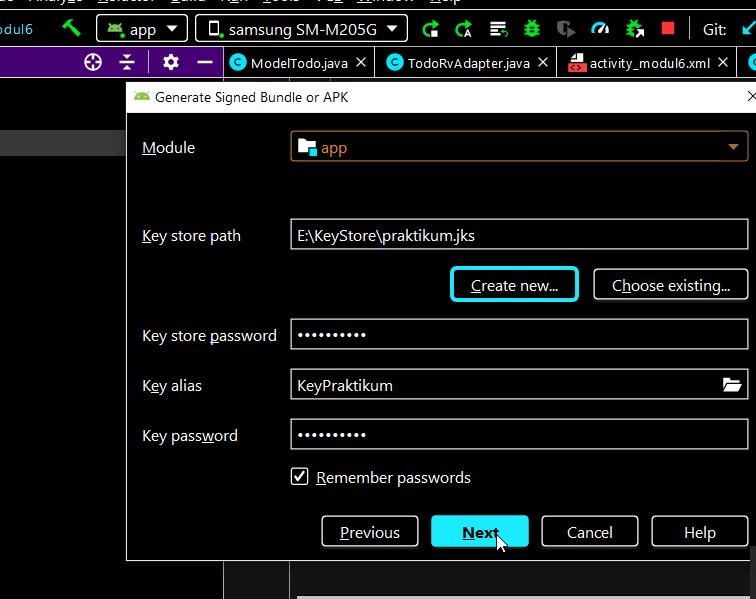 odul6
app
samsung SM-M205G
Git:
ModelTodo.java
TodoRvAdapter.java
activity_modul6.xml
Generate Signed Bundle or APK
Module
app
Key store path
E:\KeyStore\praktikum.jks
Create new...
Choose existing...
Key store password
••••••••••
Key alias
KeyPraktikum
Key password
••••••••••
Remember passwords
Previous
Next
Cancel
Help